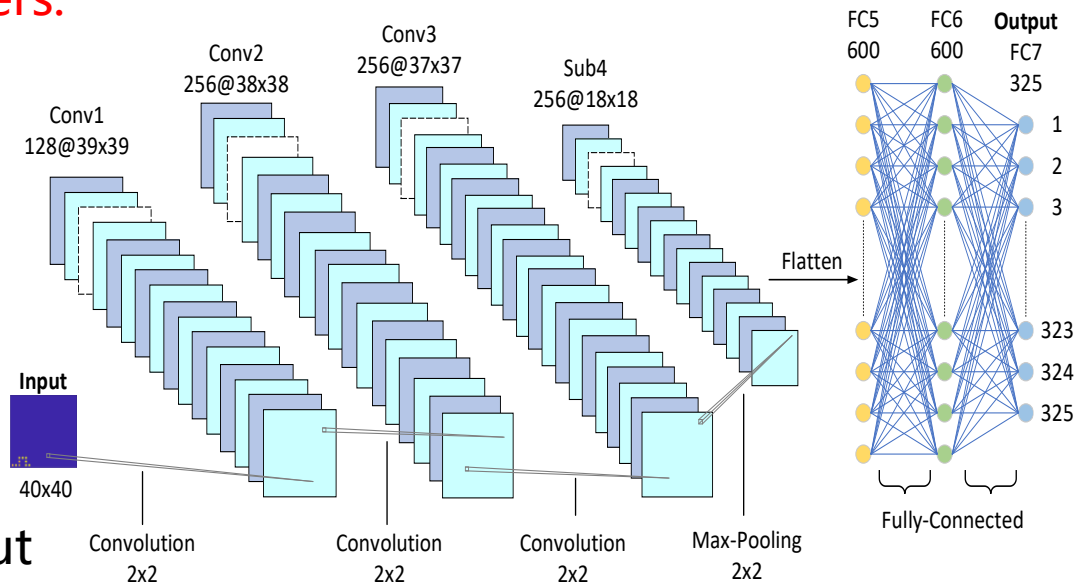 ers.
Conv1
128@39x39
Conv2
256@38x38
Conv3
256@37x37
Sub4
256@18x18
FC5
600
FC6
600
Output
FC7
325
1
2
3
323
324
325
Flatten
Input
40x40
Fully-Connected
ut
Convolution
2x2
Convolution
2x2
Convolution
2x2
Max-Pooling
2x2